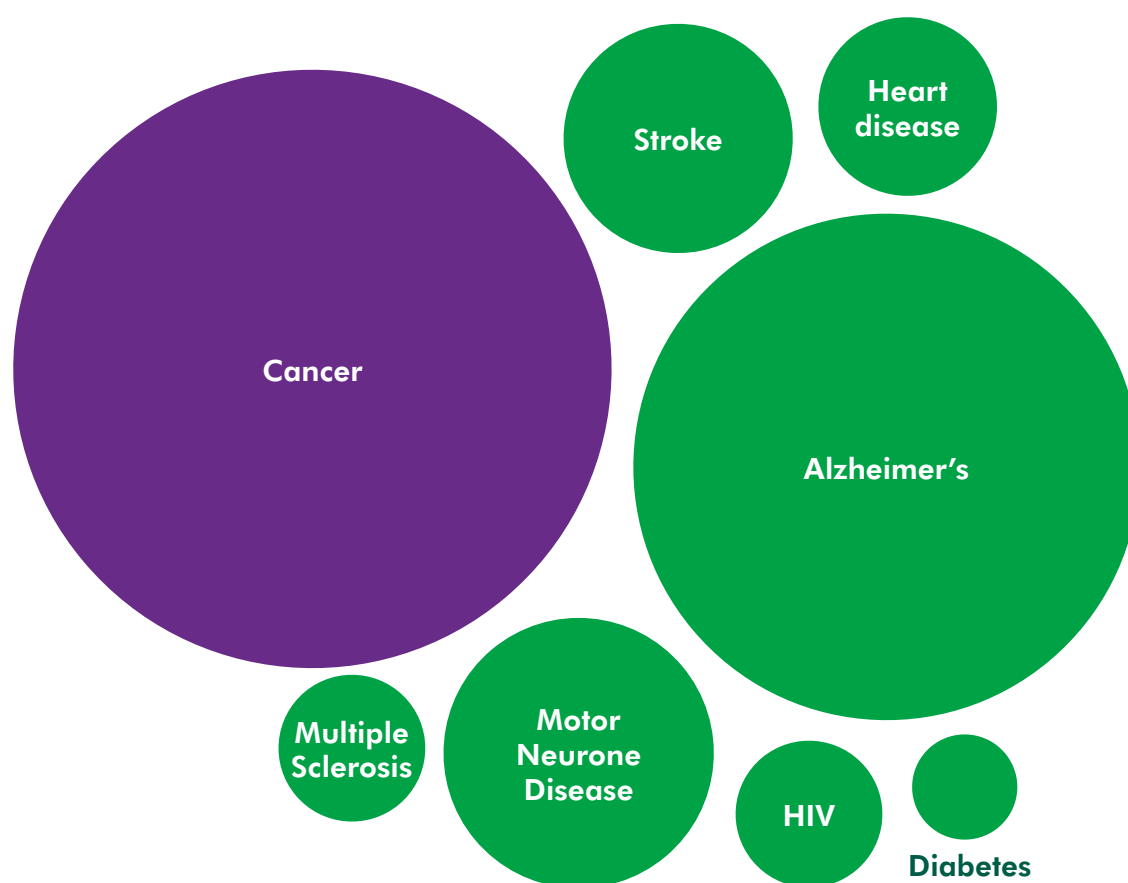 Heart
disease
Stroke
Cancer
Alzheimer’s
Multiple
Sclerosis
Motor
Neurone
Disease
HIV
Diabetes